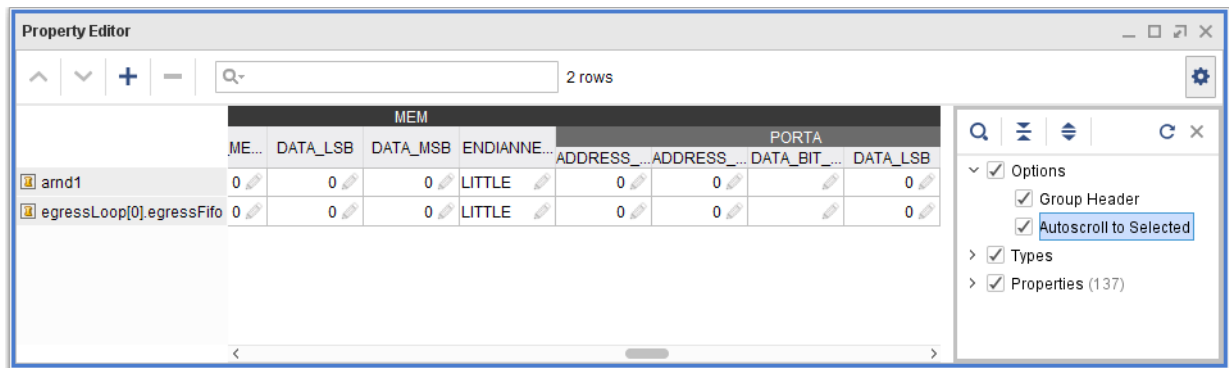 Property Editor
2 rows
MEM
_ME... DATA_LSB DATA_MSB ENDIANNE...
PORTA
ADDRESS_... ADDRESS_... DATA_BIT_... DATA_LSB
arnd1 0 0 0 LITTLE 0 0 0
egressLoop[0].egressFifo 0 0 0 LITTLE 0 0 0
Options
Group Header
Autoscroll to Selected
Types
Properties (137)